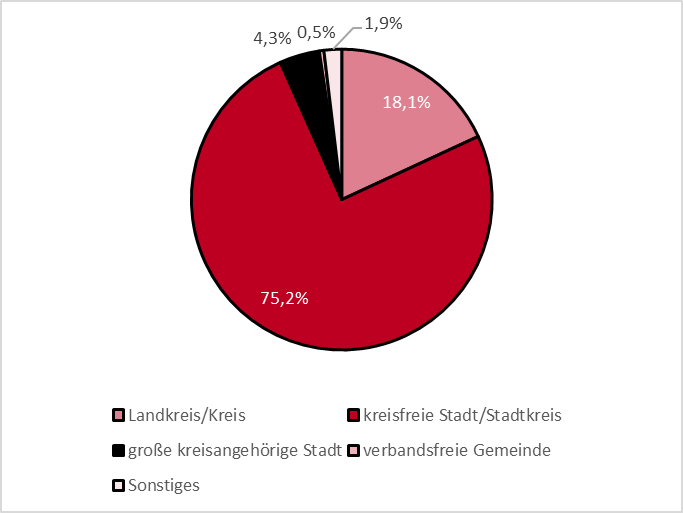 1,9%
0,5%
4,3%
18,1%
75,2%
Landkreis/Kreis
kreisfreie Stadt/Stadtkreis
große kreisangehörige Stadt
verbandsfreie Gemeinde
Sonstiges